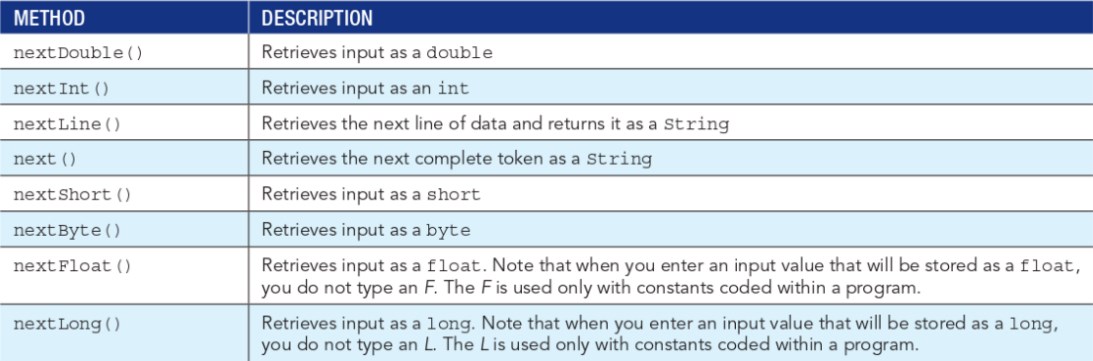 METHOD DESCRIPTION
nextDouble() Retrieves input as a double
nextInt() Retrieves input as an int
nextLine() Retrieves the next line of data and returns it as a String
next() Retrieves the next complete token as a String
nextShort() Retrieves input as a short
nextByte() Retrieves input as a byte
nextFloat() Retrieves input as a float. Note that when you enter an input value that will be stored as a float,
you do not type an F. The F is used only with constants coded within a program.
nextLong() Retrieves input as a long. Note that when you enter an input value that will be stored as a long,
you do not type an L. The L is used only with constants coded within a program.